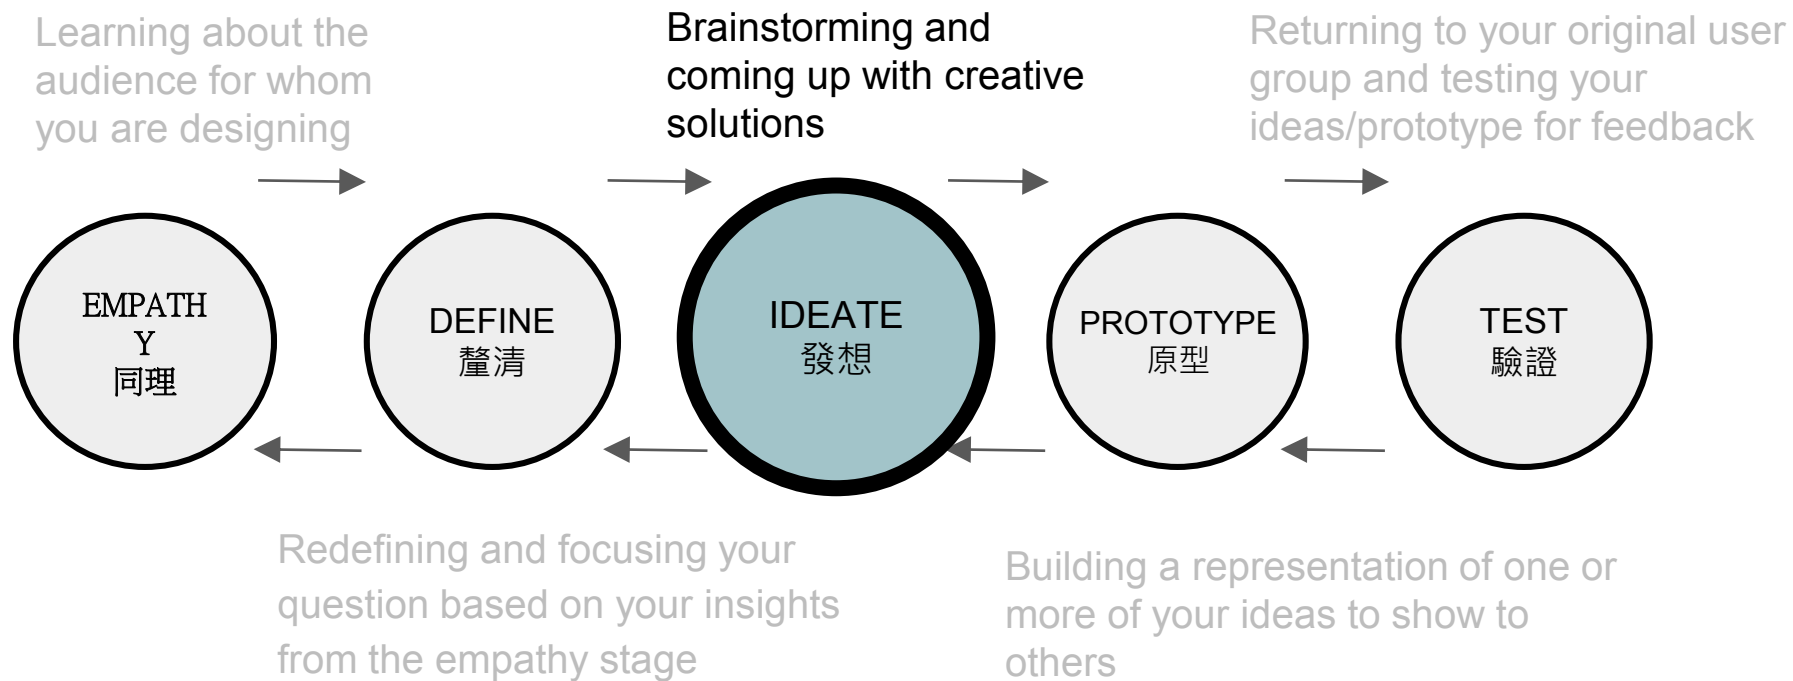 Learning about the
audience for whom
you are designing
Brainstorming and
coming up with creative
solutions
Returning to your original user
group and testing your
ideas/prototype for feedback
EMPATH
Y
同理
DEFINE
釐清
IDEATE
發想
PROTOTYPE
原型
TEST
驗證
Redefining and focusing your
question based on your insights
from the empathy stage
Building a representation of one or
more of your ideas to show to
others